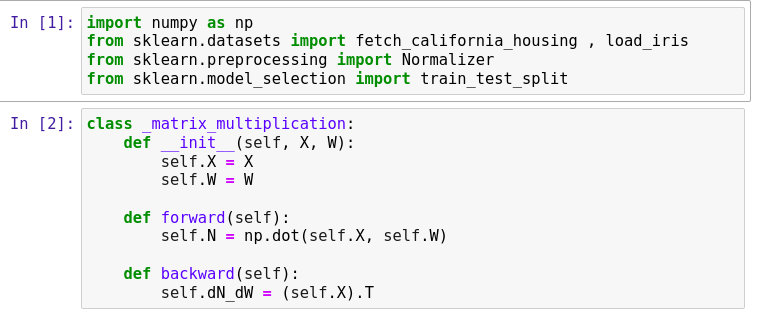 In [1]: import numpy as np
from sklearn.datasets import fetch_california_housing , load_iris
from sklearn.preprocessing import Normalizer
from sklearn.model_selection import train_test_split
In [2]: class _matrix_multiplication:
    def __init__(self, X, W):
        self.X = X
        self.W = W
    def forward(self):
        self.N = np.dot(self.X, self.W)
    def backward(self):
        self.dN_dW = (self.X).T